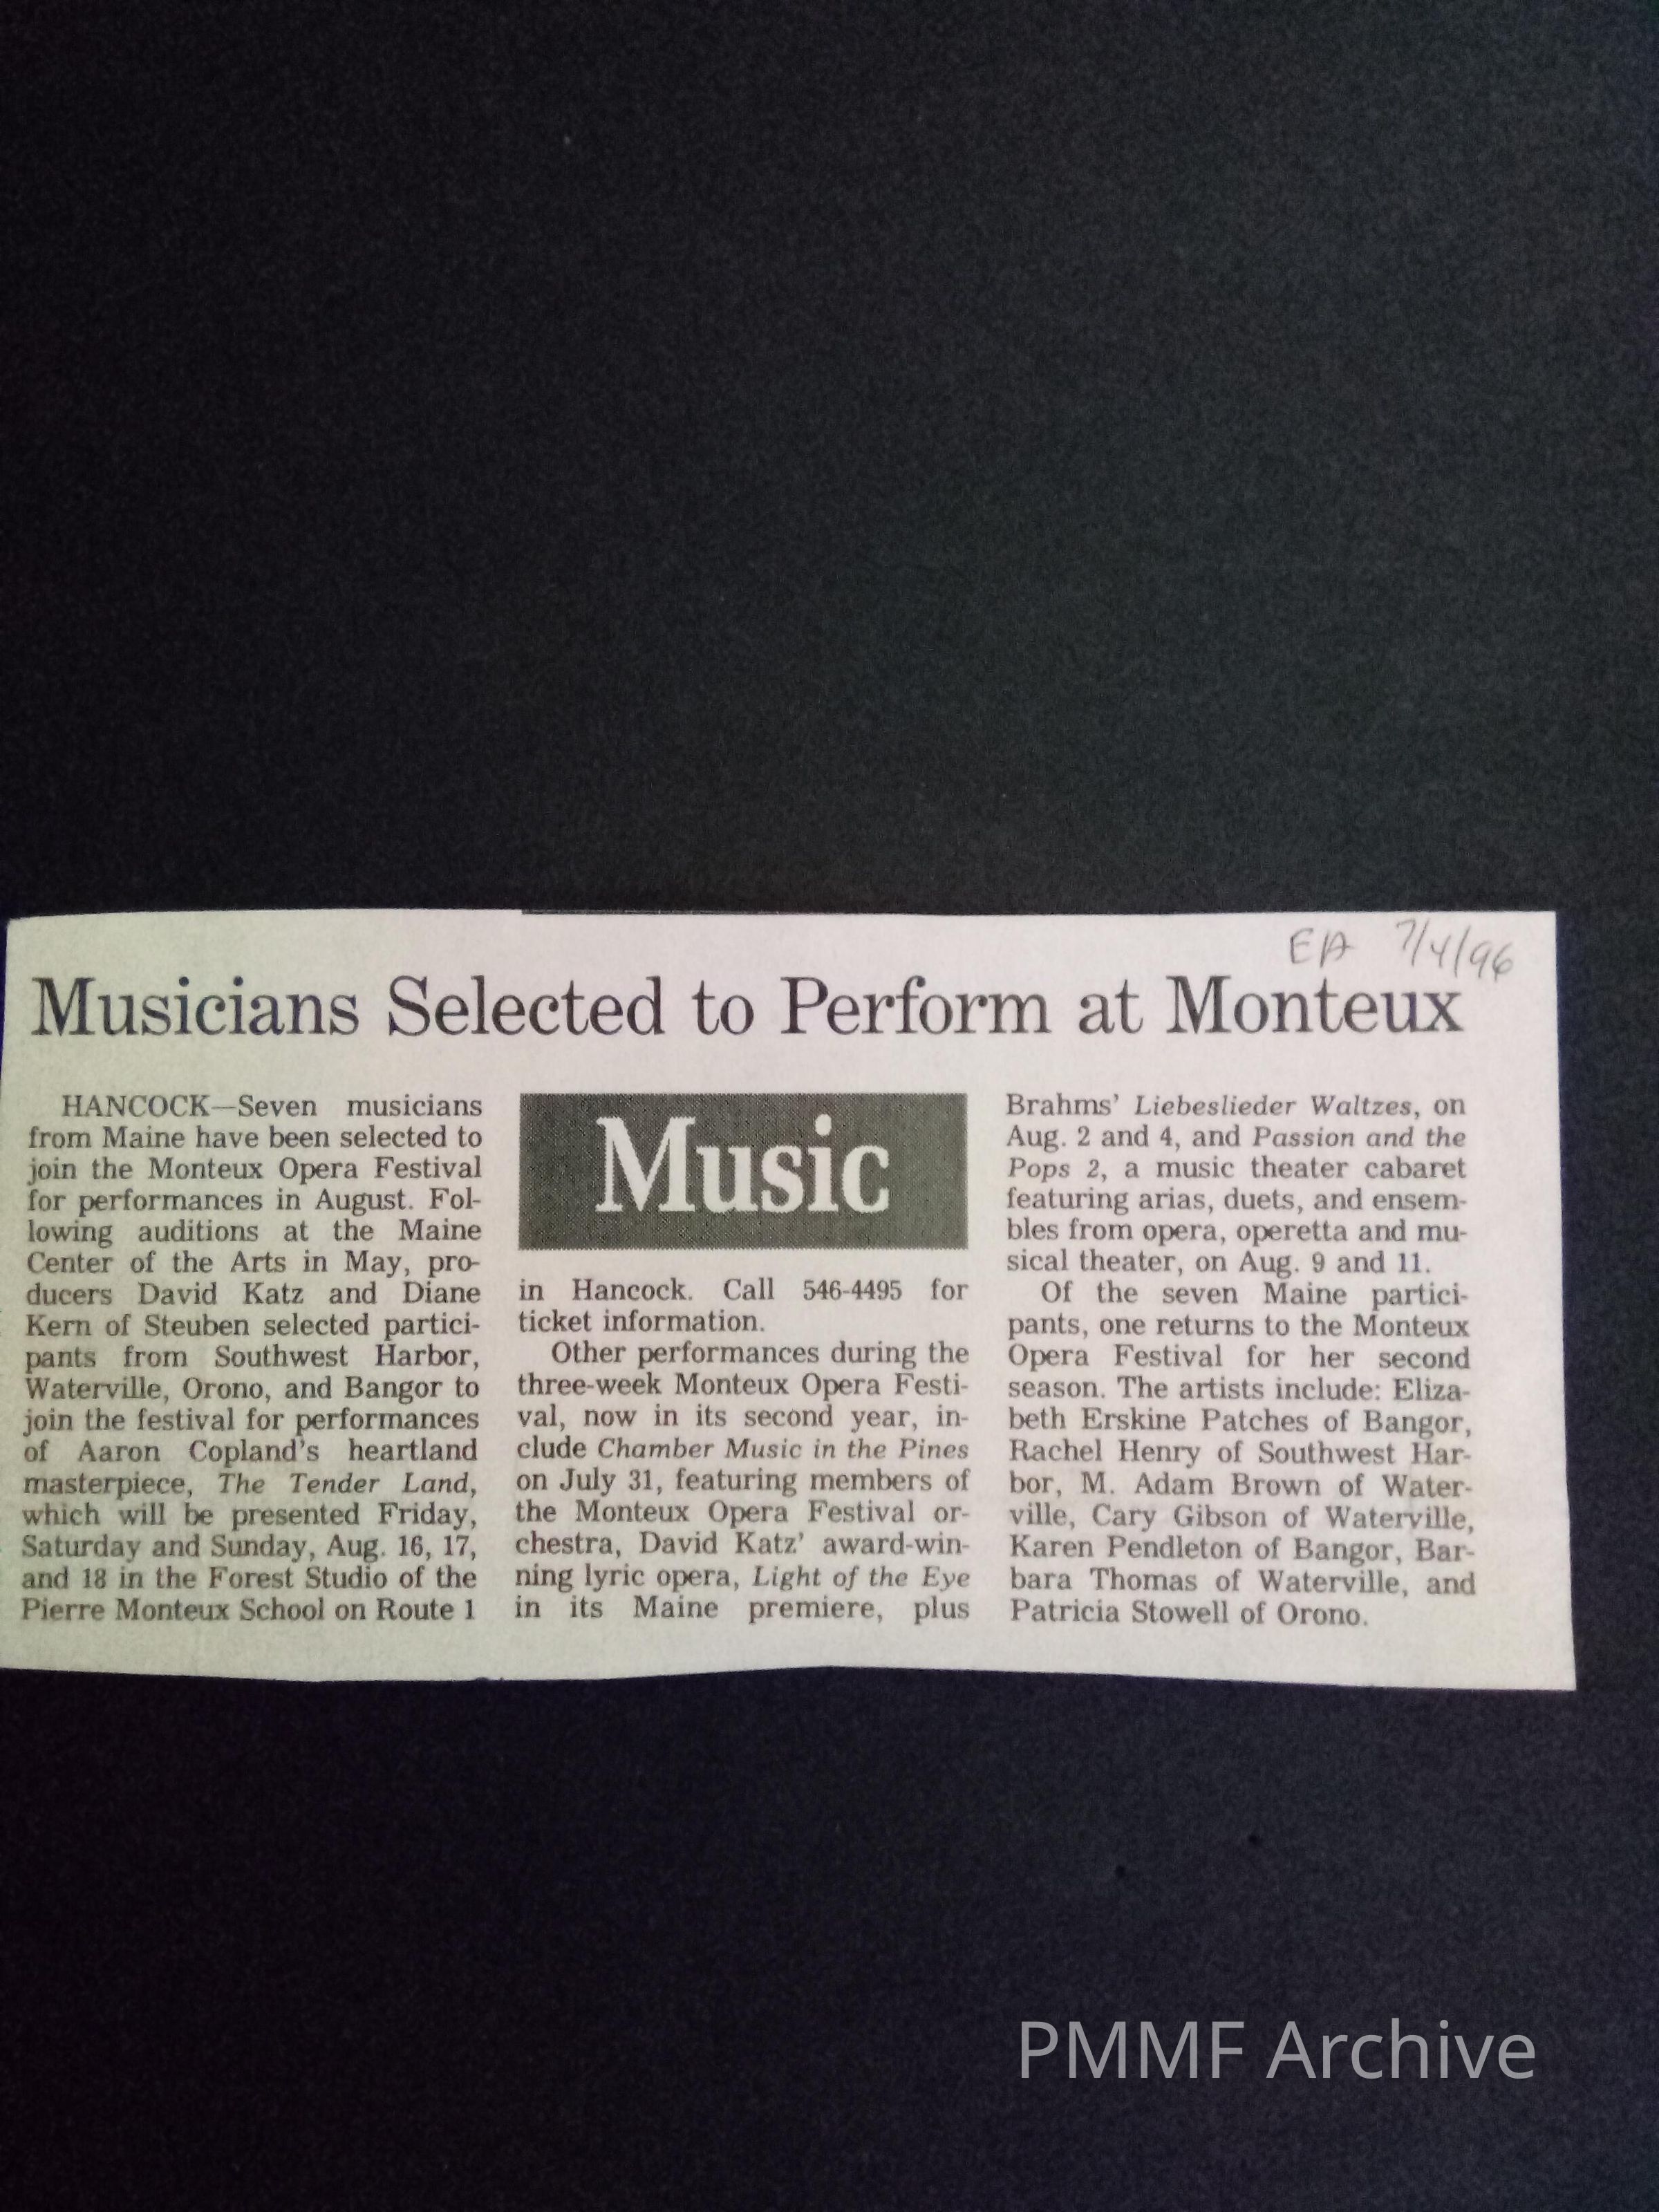 EA 7/4/96
Musicians Selected to Perform at Monteux
HANCOCK—Seven musicians
from Maine have been selected to
join the Monteux Opera Festival
for performances in August. Fol-
lowing auditions at the Maine
Center of the Arts in May, pro-
ducers David Katz and Diane
Kern of Steuben selected partici-
pants from Southwest Harbor,
Waterville, Orono, and Bangor to
join the festival for performances
of Aaron Copland's heartland
masterpiece, The Tender Land,
which will be presented Friday,
Saturday and Sunday, Aug. 16, 17,
and 18 in the Forest Studio of the
Pierre Monteux School on Route 1
Music
in Hancock. Call 546-4495 for
ticket information.
Other performances during the
three-week Monteux Opera Festi-
val, now in its second year, in-
clude Chamber Music in the Pines
on July 31, featuring members of
the Monteux Opera Festival or-
chestra, David Katz' award-win-
ning lyric opera, Light of the Eye
in its Maine premiere, plus
Brahms' Liebeslieder Waltzes, on
Aug. 2 and 4, and Passion and the
Pops 2, a music theater cabaret
featuring arias, duets, and ensem-
bles from opera, operetta and mu-
sical theater, on Aug. 9 and 11.
Of the seven Maine partici-
pants, one returns to the Monteux
Opera Festival for her second
season. The artists include: Eliza-
beth Erskine Patches of Bangor,
Rachel Henry of Southwest Har-
bor, M. Adam Brown of Water-
ville, Cary Gibson of Waterville,
Karen Pendleton of Bangor, Bar-
bara Thomas of Waterville, and
Patricia Stowell of Orono.
PMMF Archive